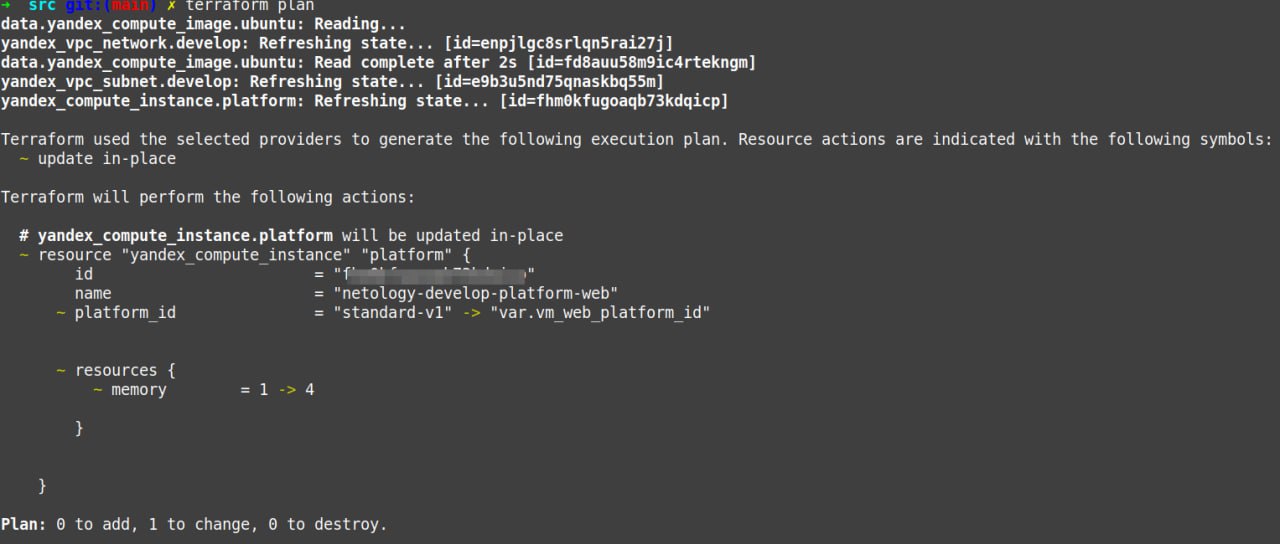 ➜ src git:(main) ✗ terraform plan
data.yandex_compute_image.ubuntu: Reading...
yandex_vpc_network.develop: Refreshing state... [id=enpjlgc8srlqn5rai27j]
data.yandex_compute_image.ubuntu: Read complete after 2s [id=fd8auu58m9ic4rtekngm]
yandex_vpc_subnet.develop: Refreshing state... [id=e9b3u5nd75qnaskbq55m]
yandex_compute_instance.platform: Refreshing state... [id=fhm0kfugoaqb73kdqicp]
Terraform used the selected providers to generate the following execution plan. Resource actions are indicated with the following symbols:
~ update in-place
Terraform will perform the following actions:
# yandex_compute_instance.platform will be updated in-place
~ resource "yandex_compute_instance" "platform" {
id = "
name = "netology-develop-platform-web"
~ platform_id = "standard-v1" -> "var.vm_web_platform_id"
~ resources {
~ memory = 1 -> 4
}
}
Plan: 0 to add, 1 to change, 0 to destroy.